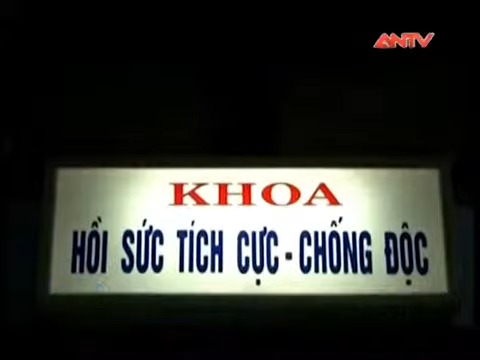 ANTV
KHOA
HỒI SỨC TÍCH CỰC - CHỐNG ĐỘC